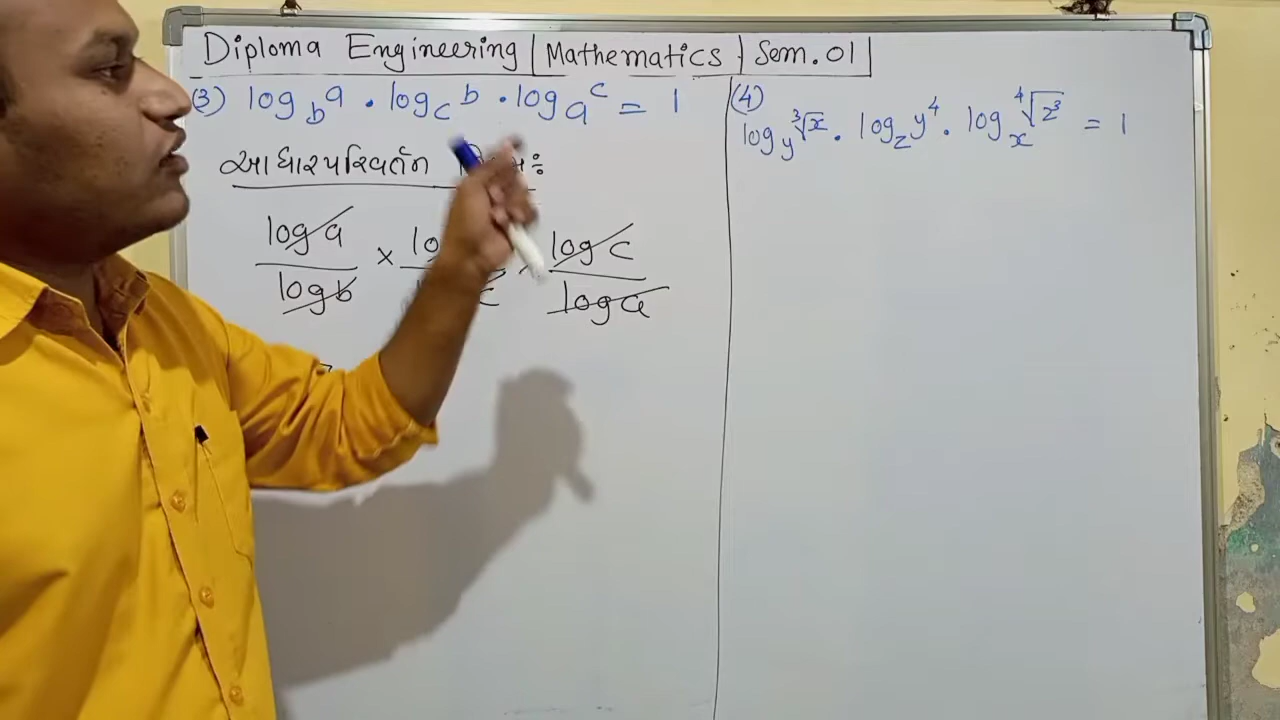 Diploma Engineering | Mathematics | Sem. 01 |
(3) log_b a . log_c b . log_a c = 1
આધાર પરિવર્તન
log a / log b × log c / log a
(4)
log_y ∛x . log_z y⁴ . log_x ⁴√z³ = 1